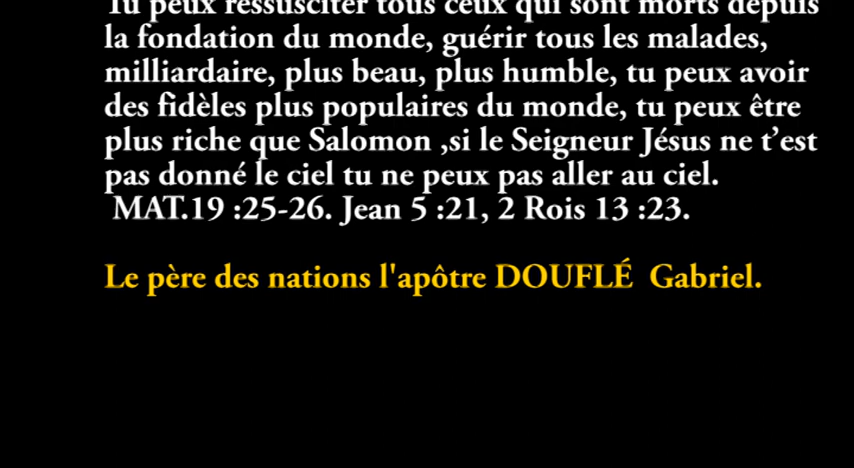 Tu peux ressusciter tous ceux qui sont morts depuis
la fondation du monde, guérir tous les malades,
milliardaire, plus beau, plus humble, tu peux avoir
des fidèles plus populaires du monde, tu peux être
plus riche que Salomon ,si le Seigneur Jésus ne t’est
pas donné le ciel tu ne peux pas aller au ciel.
MAT.19 :25-26. Jean 5 :21, 2 Rois 13 :23.
Le père des nations l'apôtre DOUFLÉ  Gabriel.